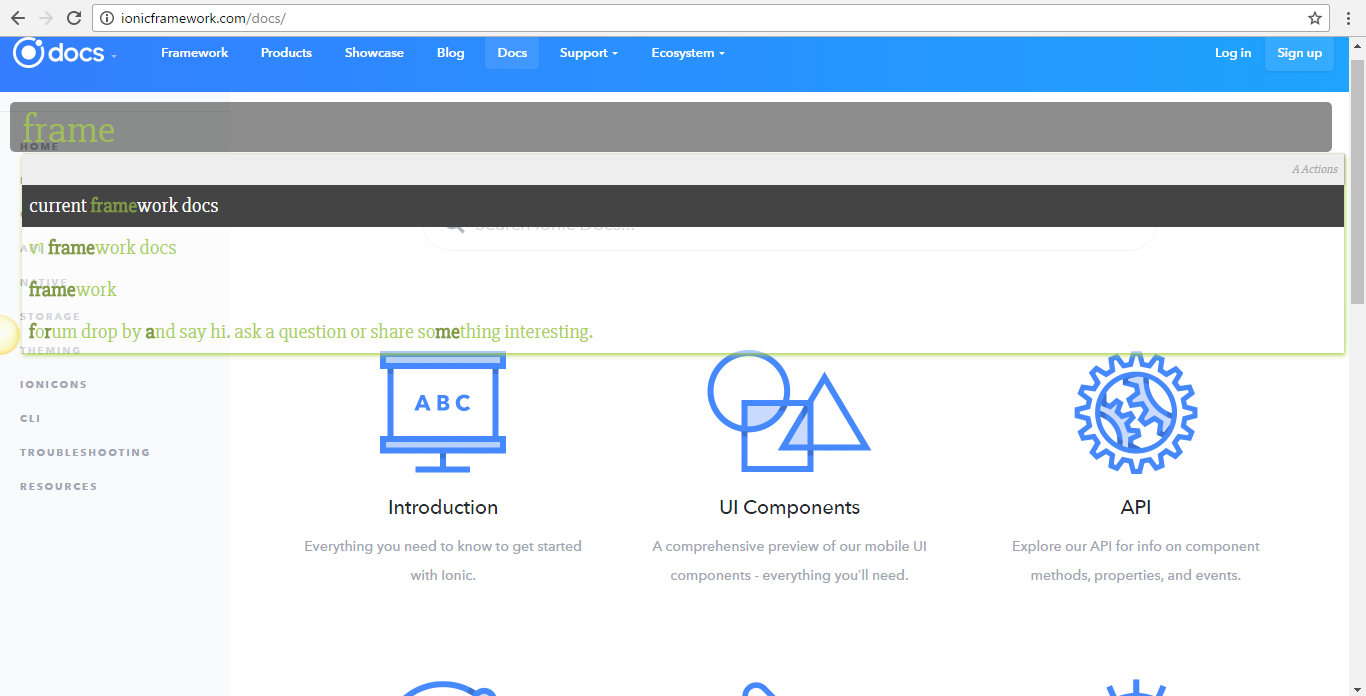 ionicframework.com/docs/
docs Framework Products Showcase Blog Docs Support Ecosystem Log in Sign up
frame
HOME
A Actions
current framework docs
Search Ionic Docs...
v1 framework docs
API
NATIVE
framework
STORAGE
forum drop by and say hi. ask a question or share something interesting.
THEMING
IONICONS
CLI
TROUBLESHOOTING
RESOURCES
ABC
Introduction
Everything you need to know to get started
with Ionic.
UI Components
A comprehensive preview of our mobile UI
components - everything you'll need.
API
Explore our API for info on component
methods, properties, and events.